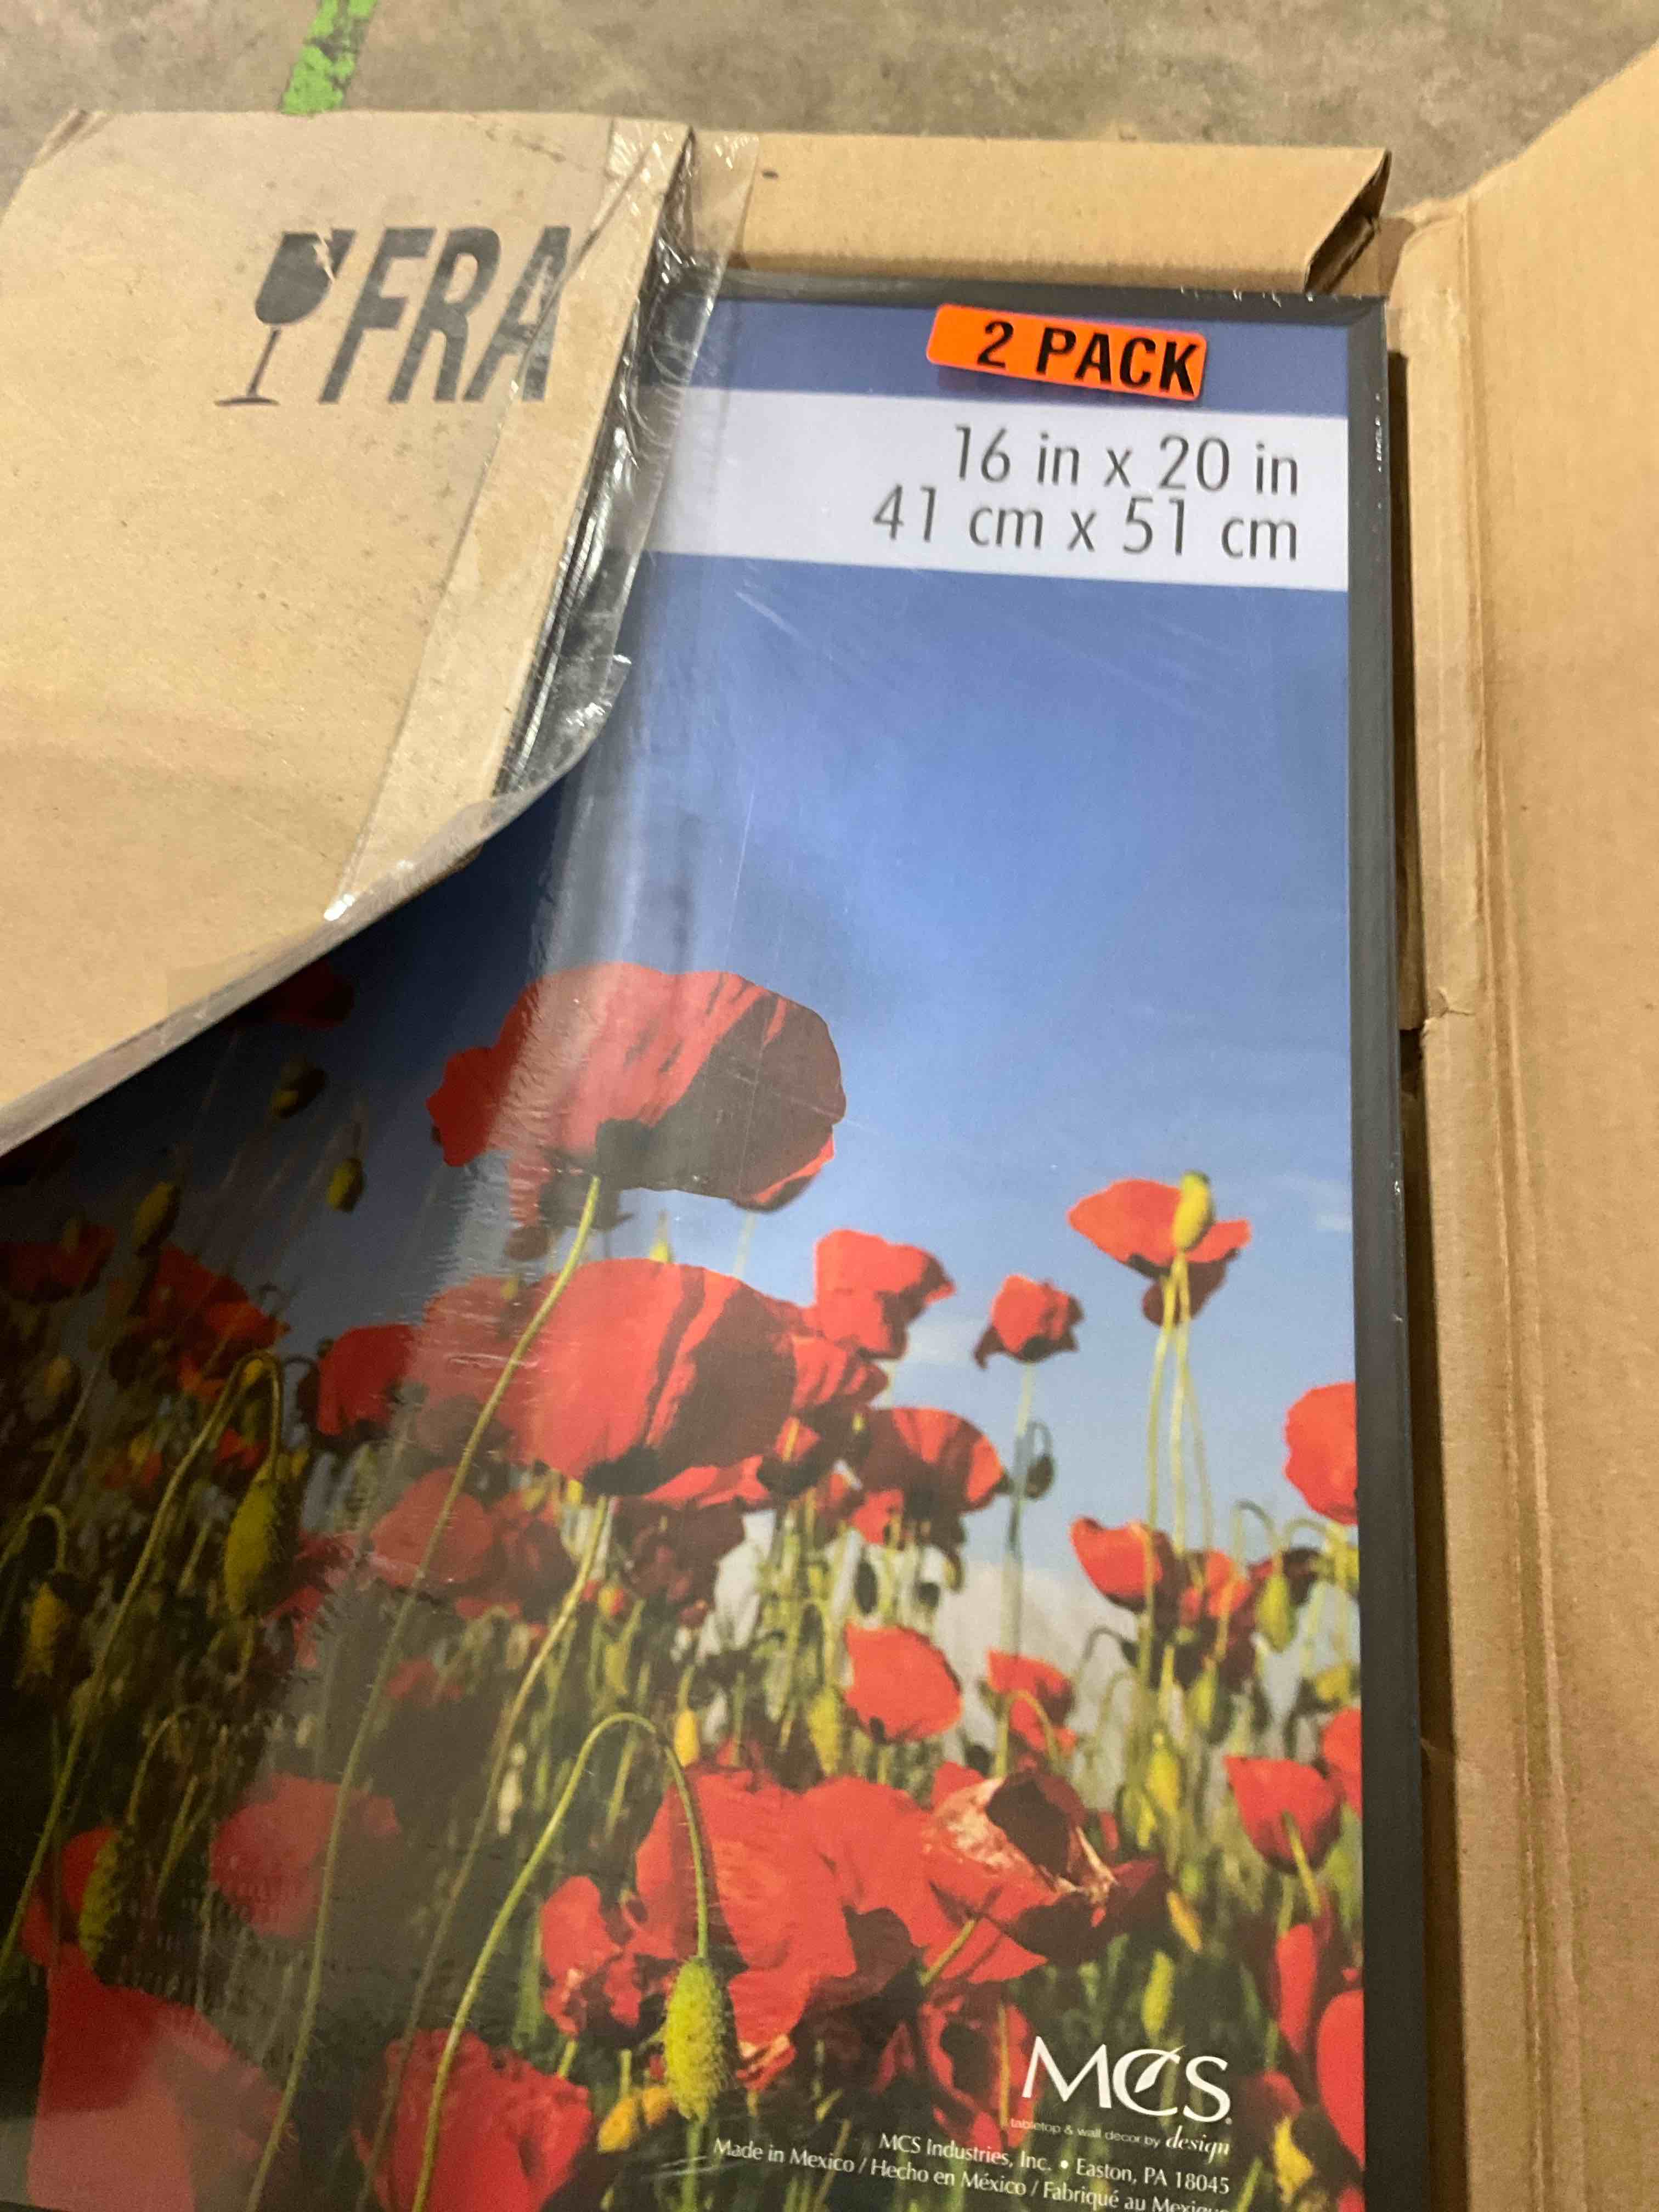 FRA
2 PACK
16 in x 20 in
41 cm x 51 cm
MCS
tabletop & wall decor by design
MCS Industries, Inc. • Easton, PA 18045
Made in Mexico / Hecho en México / Fabriqué au Mexique